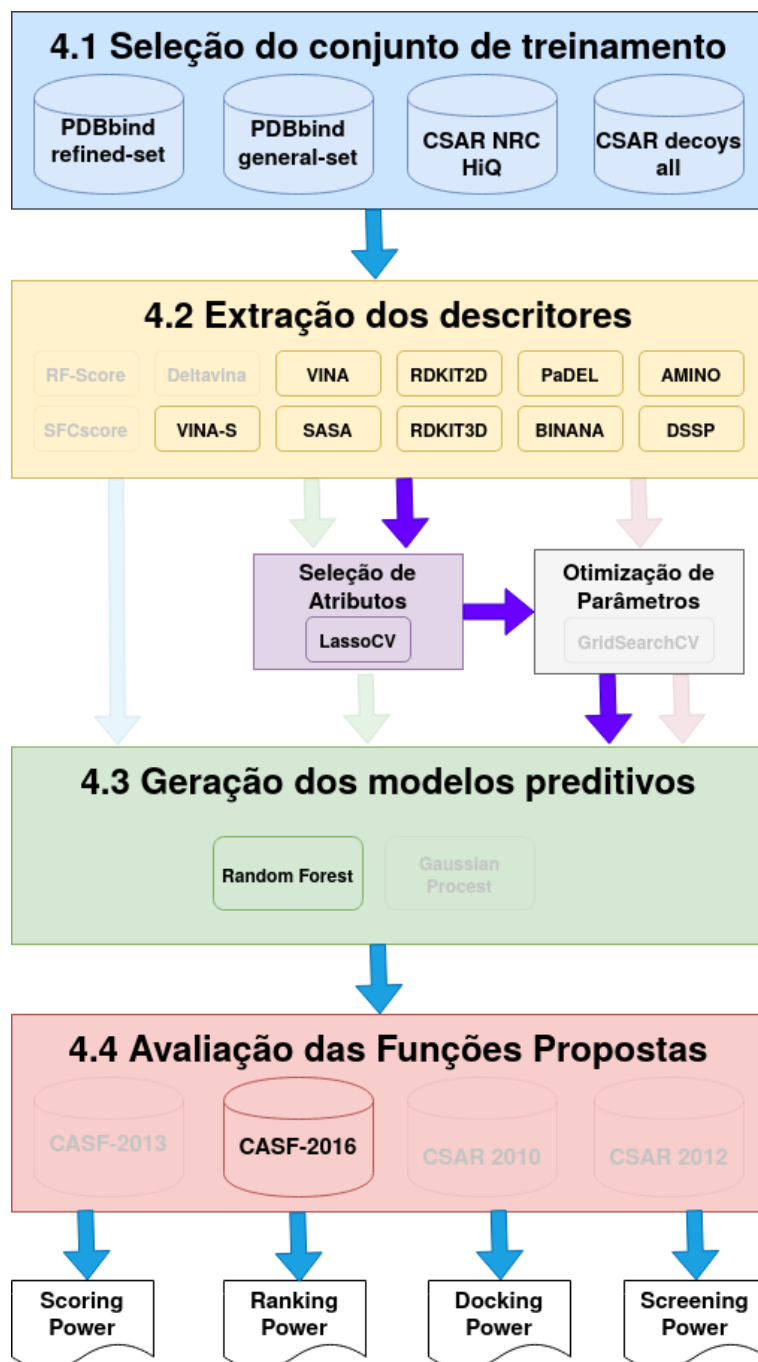 4.1 Seleção do conjunto de treinamento
PDBbind
refined-set
PDBbind
general-set
CSAR NRC
HiQ
CSAR decoys
all
4.2 Extração dos descritores
RF-Score
Deltavina
VINA
RDKIT2D
PaDEL
AMINO
SFCscore
VINA-S
SASA
RDKIT3D
BINANA
DSSP
Seleção de
Atributos
LassoCV
Otimização de
Parâmetros
GridSearchCV
4.3 Geração dos modelos preditivos
Random Forest
Gaussian
Procest
4.4 Avaliação das Funções Propostas
CASF-2013
CASF-2016
CSAR 2010
CSAR 2012
Scoring
Power
Ranking
Power
Docking
Power
Screening
Power